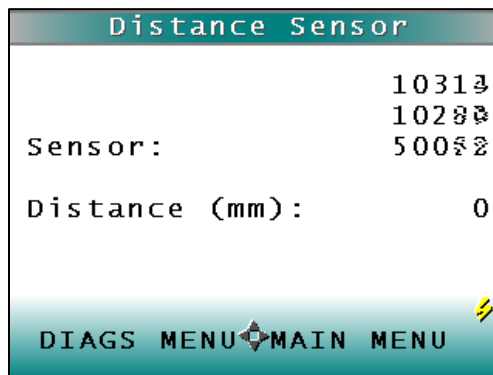 Distance Sensor
Sensor:
Distance (mm): 0
DIAGS MENU MAIN MENU